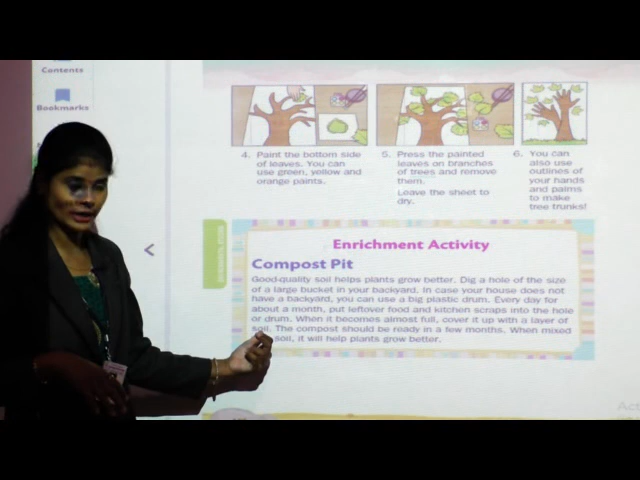 Contents
Bookmarks
4. Paint the bottom side
of leaves. You can
use green, yellow and
orange paints.
5. Press the painted
leaves on branches
of trees and remove
them.
Leave the sheet to
dry.
6. You can
also use
outlines of
your hands
and palms
to make
tree trunks!
Enrichment Activity
Compost Pit
Good-quality soil helps plants grow better. Dig a hole of the size
of a large bucket in your backyard. In case your house does not
have a backyard, you can use a big plastic drum. Every day for
about a month, put leftover food and kitchen scraps into the hole
or drum. When it becomes almost full, cover it up with a layer of
soil. The compost should be ready in a few months. When mixed
soil, it will help plants grow better.
Act